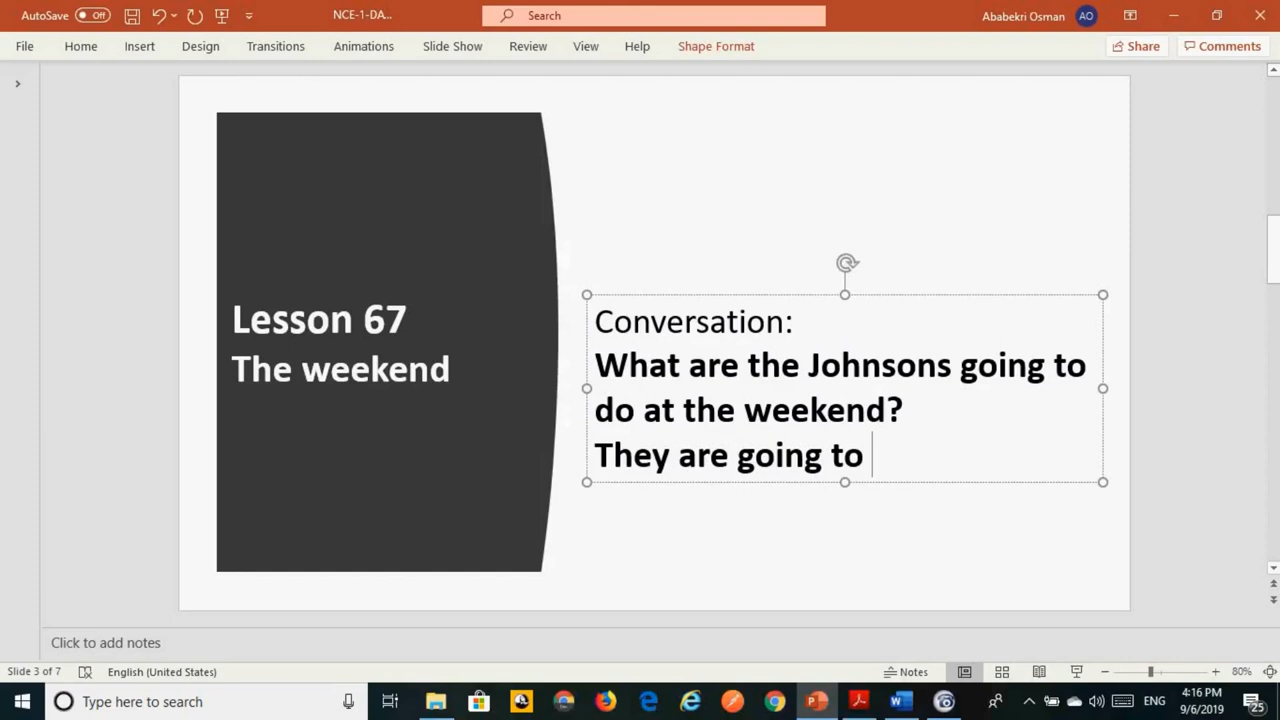 AutoSave Off NCE-1-DA... Search Ababekri Osman AO
File Home Insert Design Transitions Animations Slide Show Review View Help Shape Format Share Comments
Lesson 67
The weekend
Conversation:
What are the Johnsons going to
do at the weekend?
They are going to
Click to add notes
Slide 3 of 7 English (United States) Notes 80%
Type here to search ENG 4:16 PM
9/6/2019 25